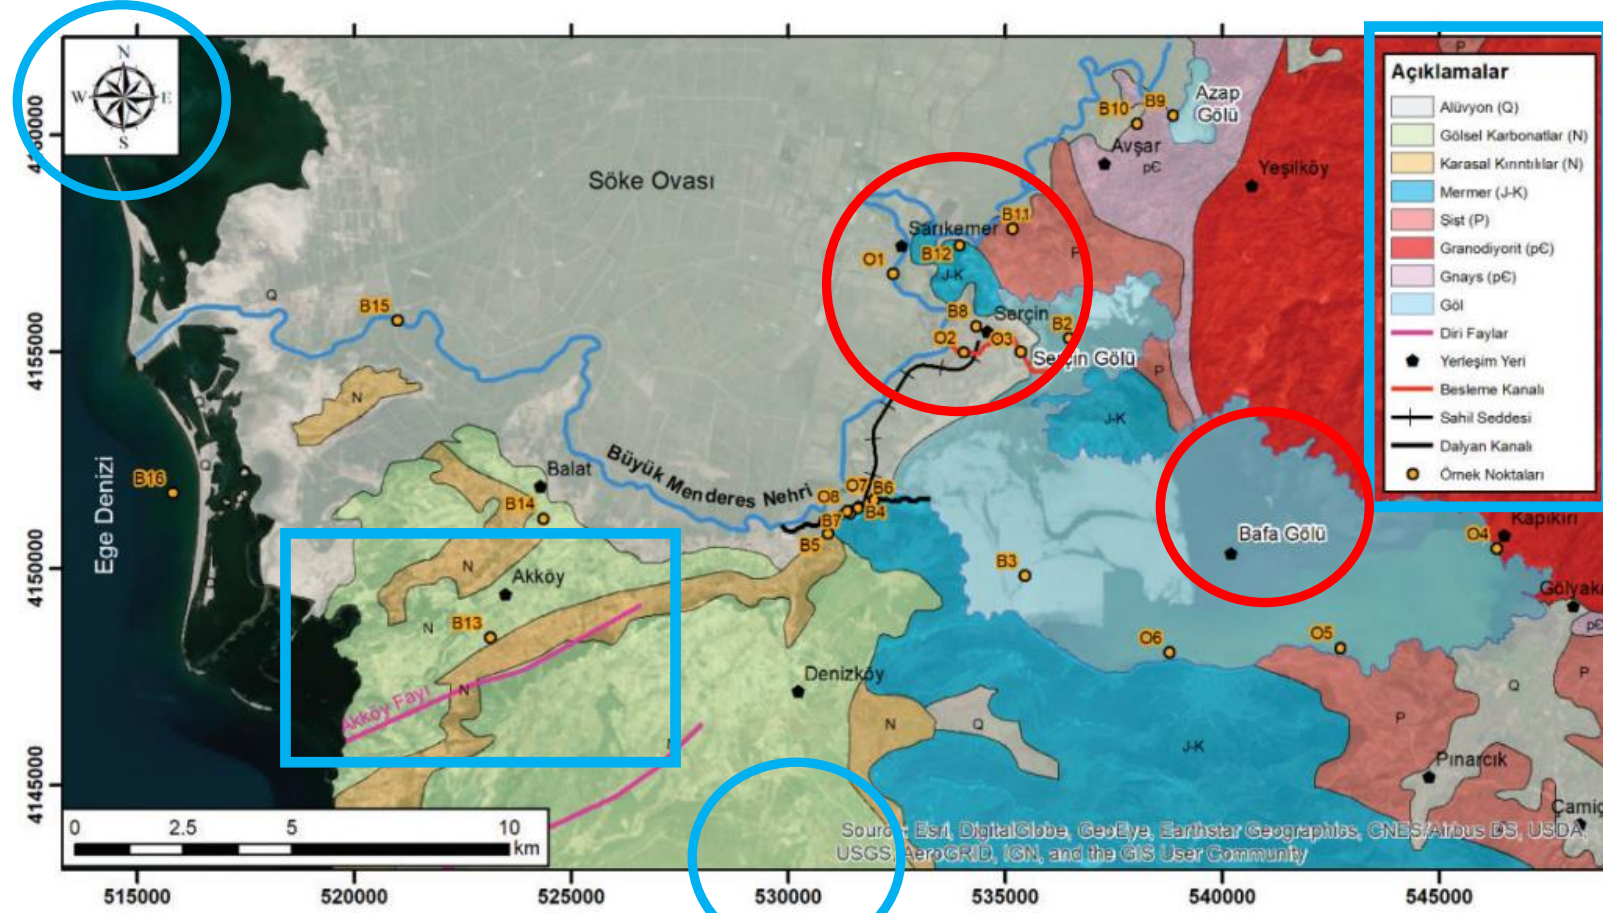 N
W
E
S
Açıklamalar
Alüvyon (Q)
Gölsel Karbonatlar (N)
Karasal Kırıntılılar (N)
Mermer (J-K)
Şist (P)
Granodiyorit (pЄ)
Gnays (pЄ)
Göl
Diri Faylar
Yerleşim Yeri
Besleme Kanalı
Sahil Seddesi
Dalyan Kanalı
Örnek Noktaları
P
B10
B9
Azap
Gölü
Avşar
pЄ
Yeşilköy
Söke Ovası
B11
Sarıkemer
B12
P
O1
J-K
Q
B15
B8
Serçin
B2
O2
O3
Serçin Gölü
P
N
Q
J-K
Büyük Menderes Nehri
Balat
Q
B16
Ege Denizi
B14
O8
O7
B6
B7
B4
B5
Bafa Gölü
Kapıkırı
O4
Q
N
Akköy
B3
Gölyaka
N
B13
pЄ
O6
O5
Denizköy
P
Q
N
Akköy Fayı
N
Q
P
J-K
Pınarcık
Çamiç
Source: Esri, DigitalGlobe, GeoEye, Earthstar Geographics, CNES/Airbus DS, USDA,
USGS, AeroGRID, IGN, and the GIS User Community
0 2.5 5 10
km
4155000
4150000
4145000
515000 520000 525000 530000 535000 540000 545000